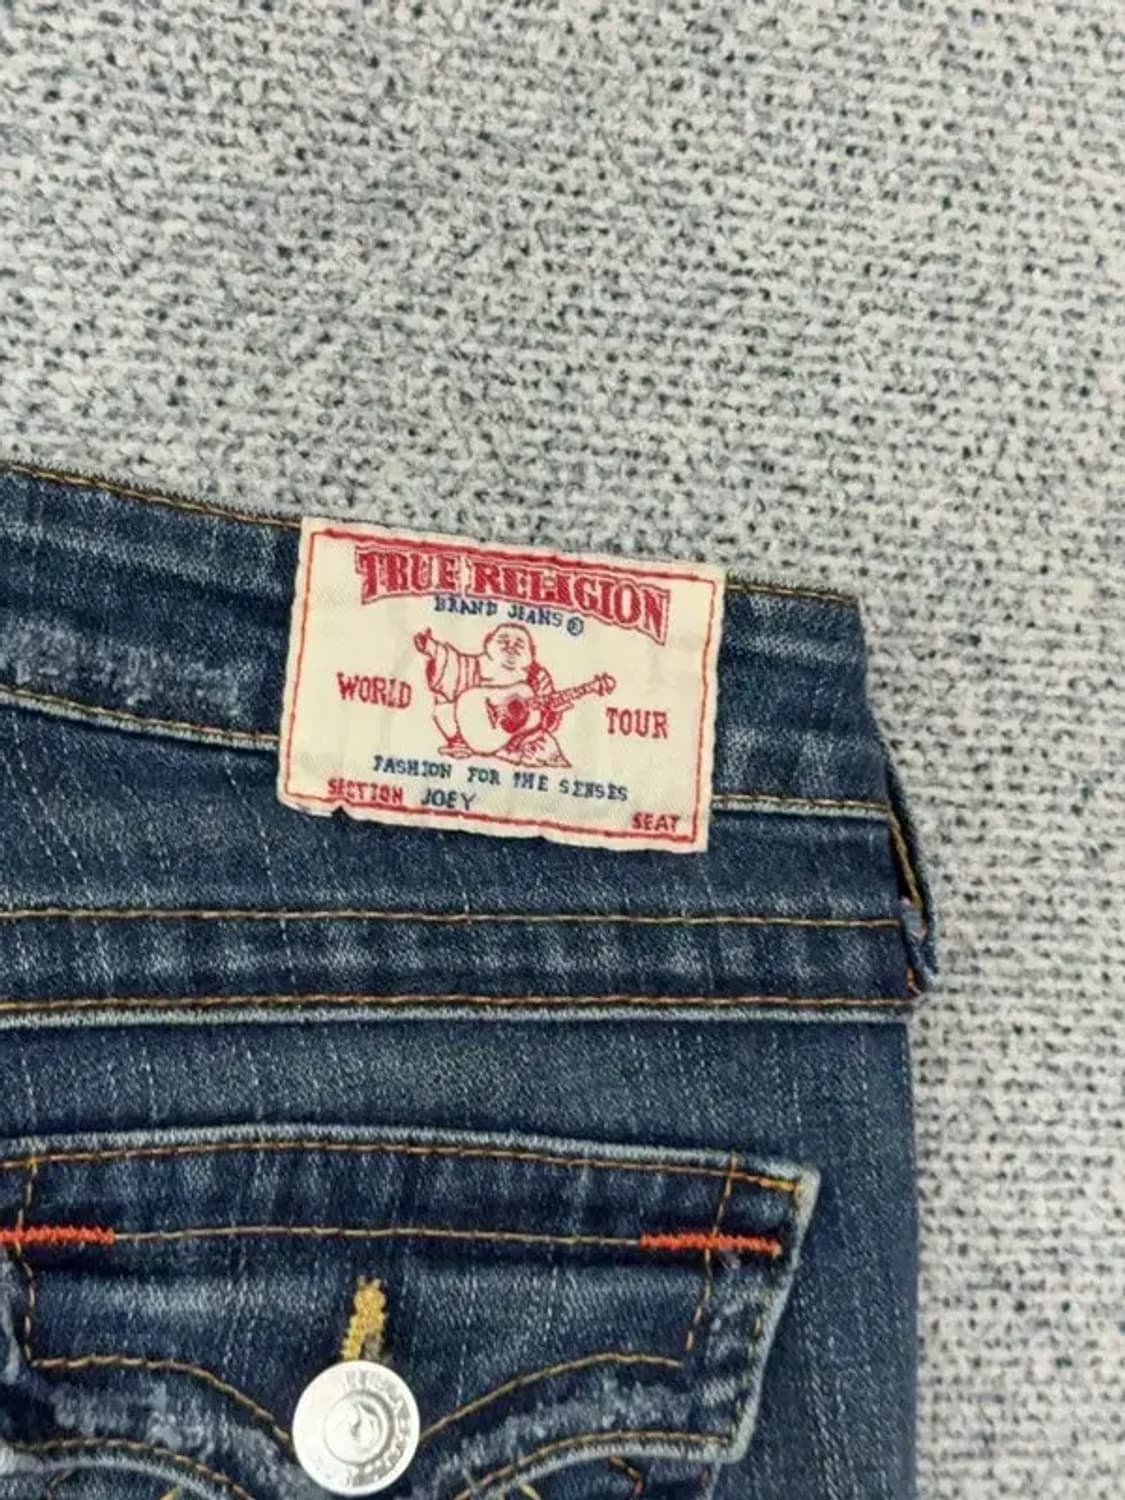 TRUE RELIGION
BRAND JEANS ®
WORLD TOUR
FASHION FOR THE SENSES
SECTION JOEY SEAT